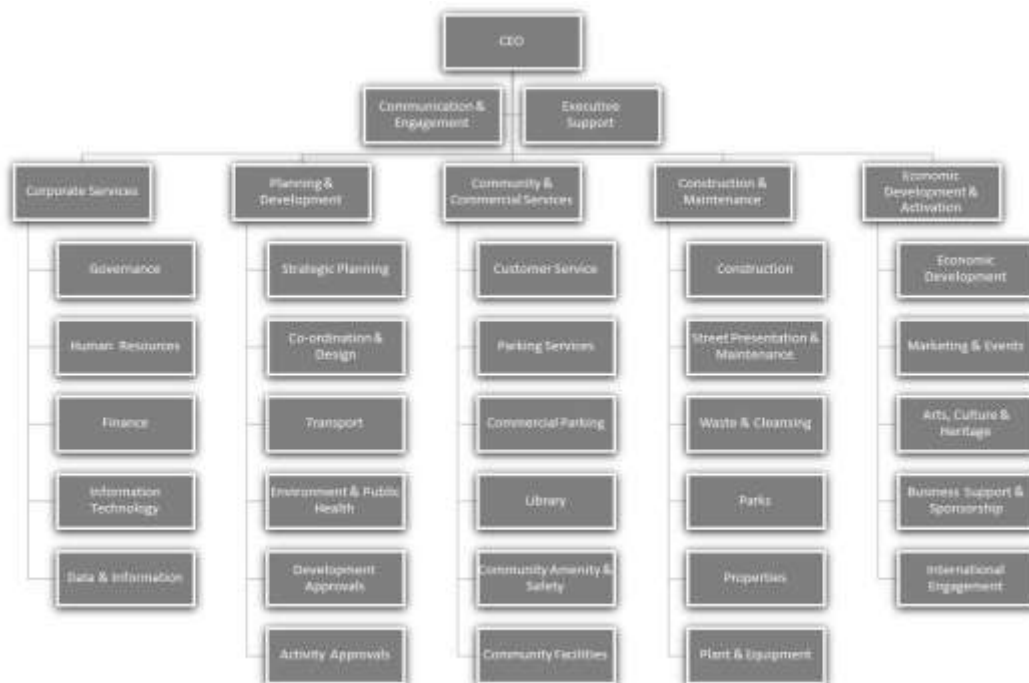 CEO
Communication &
Engagement
Executive
Support
Corporate Services
Planning &
Development
Community &
Commercial Services
Construction &
Maintenance
Economic
Development &
Activation
Governance
Human Resources
Finance
Information
Technology
Data & Information
Strategic Planning
Co-ordination &
Design
Transport
Environment & Public
Health
Development
Approvals
Activity Approvals
Customer Service
Parking Services
Commercial Parking
Library
Community Amenity &
Safety
Community Facilities
Construction
Street Presentation &
Maintenance
Waste & Cleansing
Parks
Properties
Plant & Equipment
Economic
Development
Marketing & Events
Arts, Culture &
Heritage
Business Support &
Sponsorship
International
Engagement